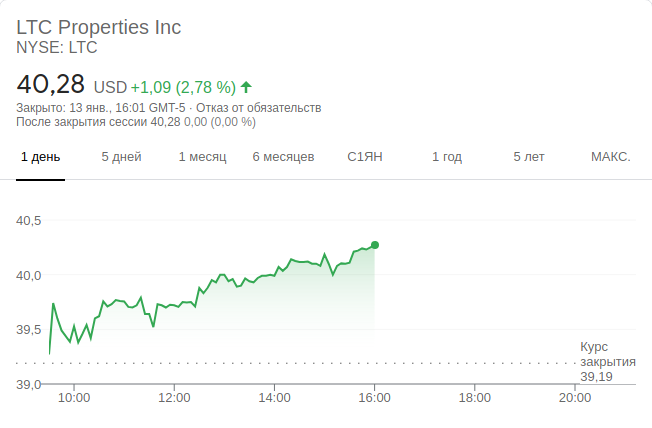 LTC Properties Inc
NYSE: LTC
40,28 USD +1,09 (2,78 %)
Закрыто: 13 янв., 16:01 GMT-5 · Отказ от обязательств
После закрытия сессии 40,28 0,00 (0,00 %)
1 день 5 дней 1 месяц 6 месяцев С1ЯН 1 год 5 лет МАКС.
40,5
40,0
39,5
Курс
закрытия
39,19
39,0
10:00 12:00 14:00 16:00 18:00 20:00